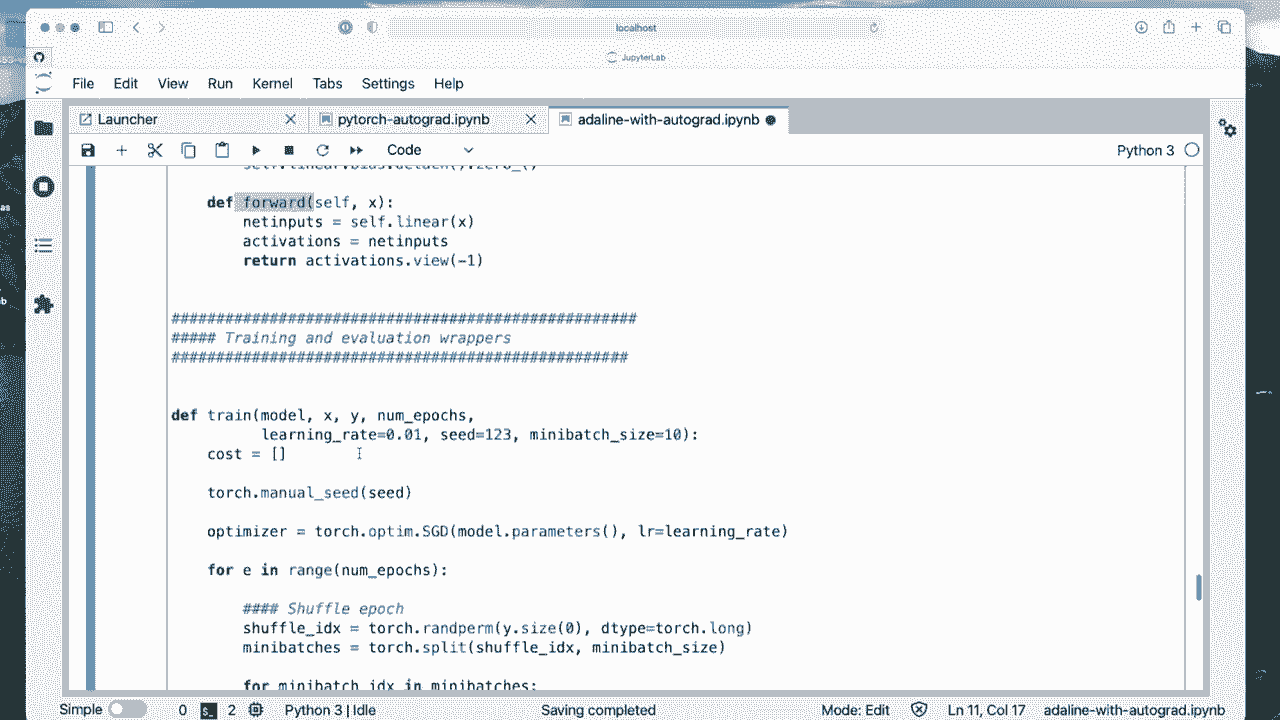 localhost
JupyterLab
File Edit View Run Kernel Tabs Settings Help
Launcher pytorch-autograd.ipynb adaline-with-autograd.ipynb
Code Python 3
def forward(self, x):
netinputs = self.linear(x)
activations = netinputs
return activations.view(-1)
####################################################
##### Training and evaluation wrappers
###################################################
def train(model, x, y, num_epochs,
learning_rate=0.01, seed=123, minibatch_size=10):
cost = []
torch.manual_seed(seed)
optimizer = torch.optim.SGD(model.parameters(), lr=learning_rate)
for e in range(num_epochs):
#### Shuffle epoch
shuffle_idx = torch.randperm(y.size(0), dtype=torch.long)
minibatches = torch.split(shuffle_idx, minibatch_size)
for minibatch_idx in minibatches:
Simple 0 $_ 2 Python 3 | Idle Saving completed Mode: Edit Ln 11, Col 17 adaline-with-autograd.ipynb